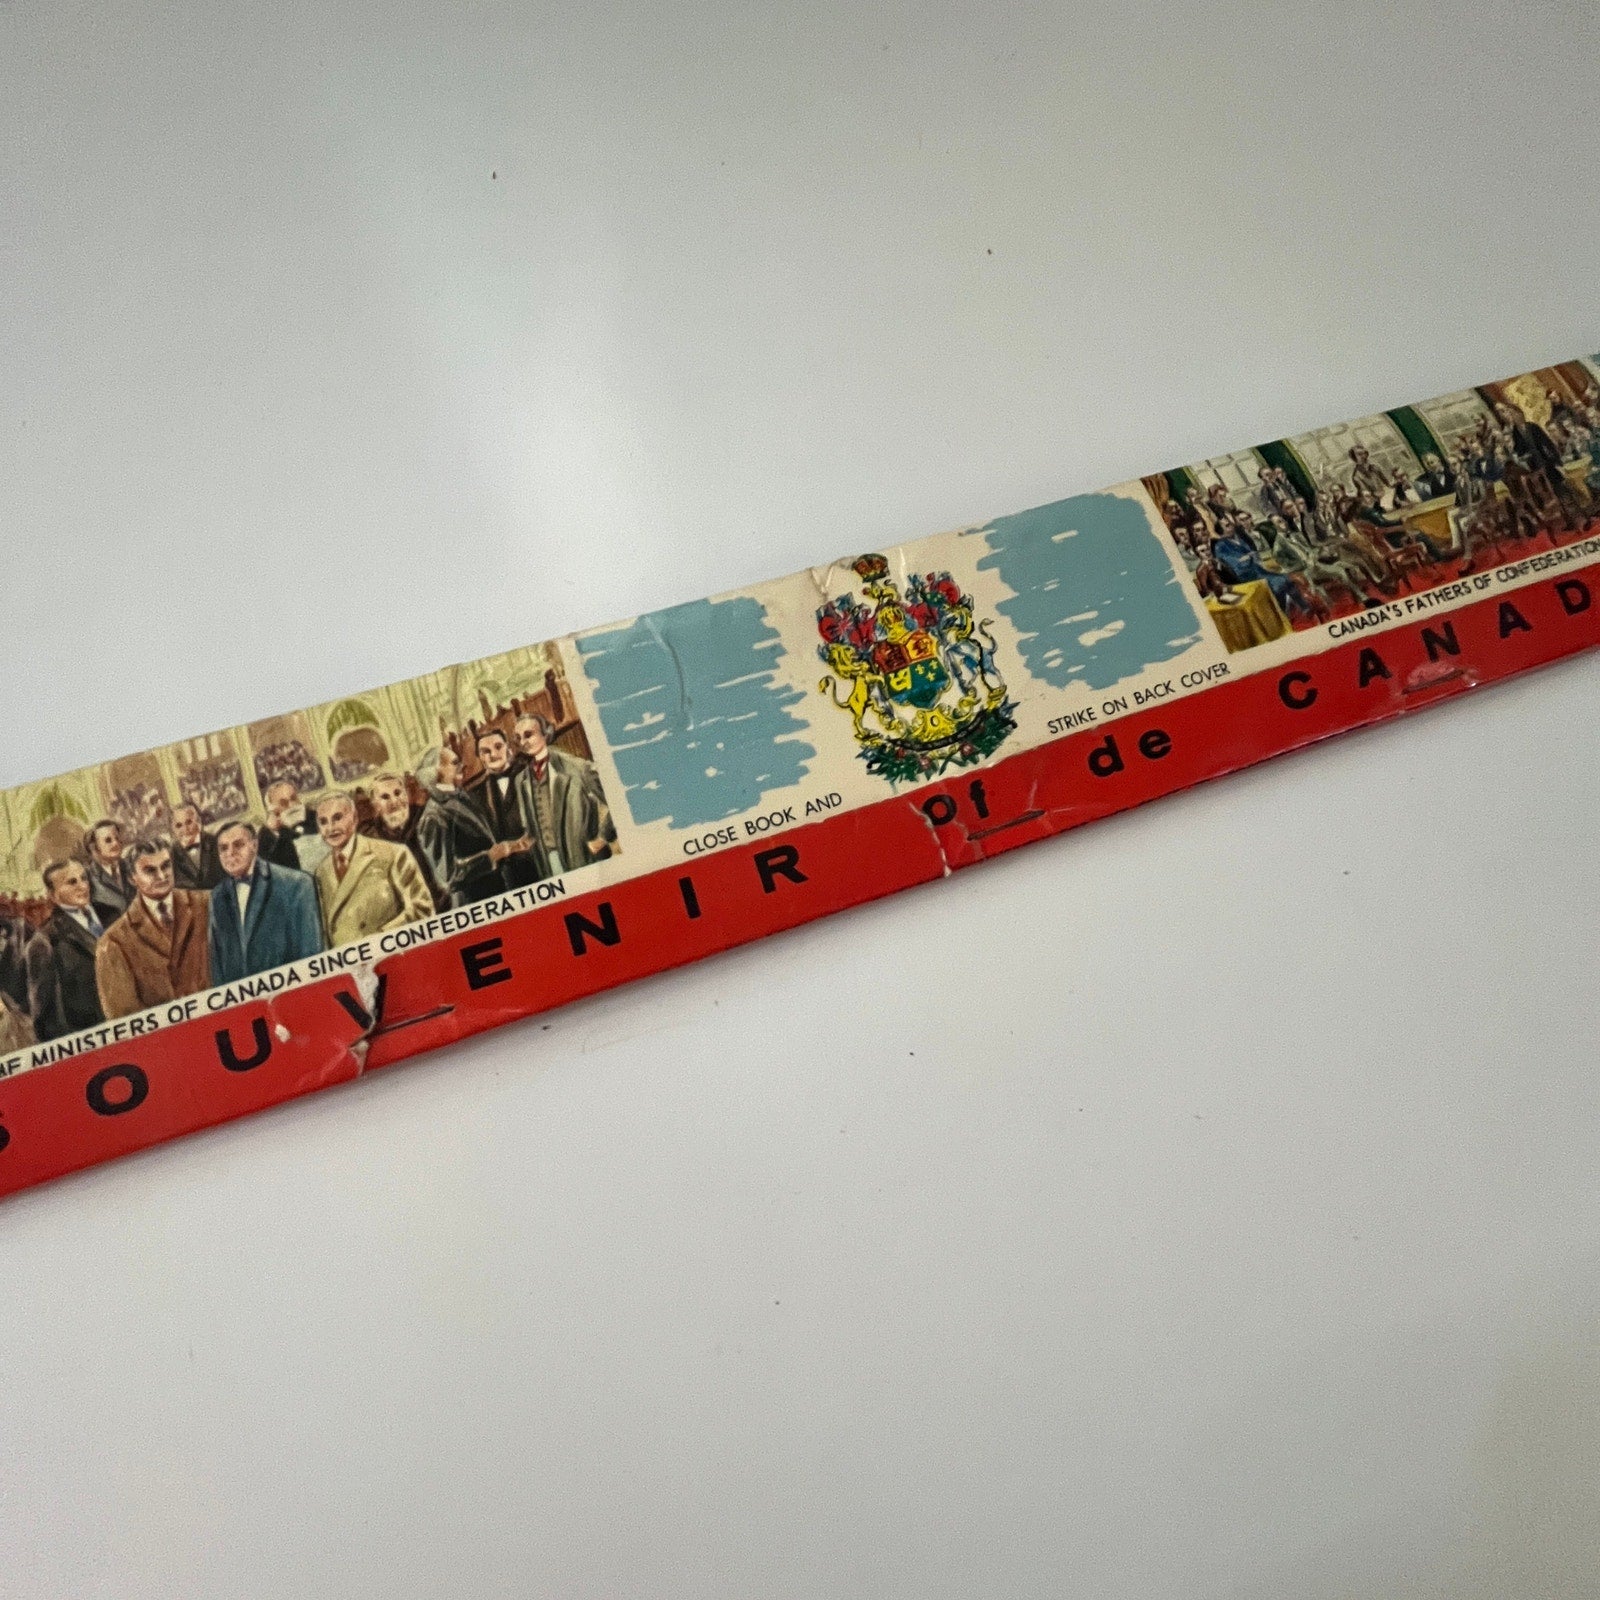 MINISTERS OF CANADA SINCE CONFEDERATION
CLOSE BOOK AND
STRIKE ON BACK COVER
CANADA'S FATHERS OF CONFEDERATION
SOUVENIR of de CANAD